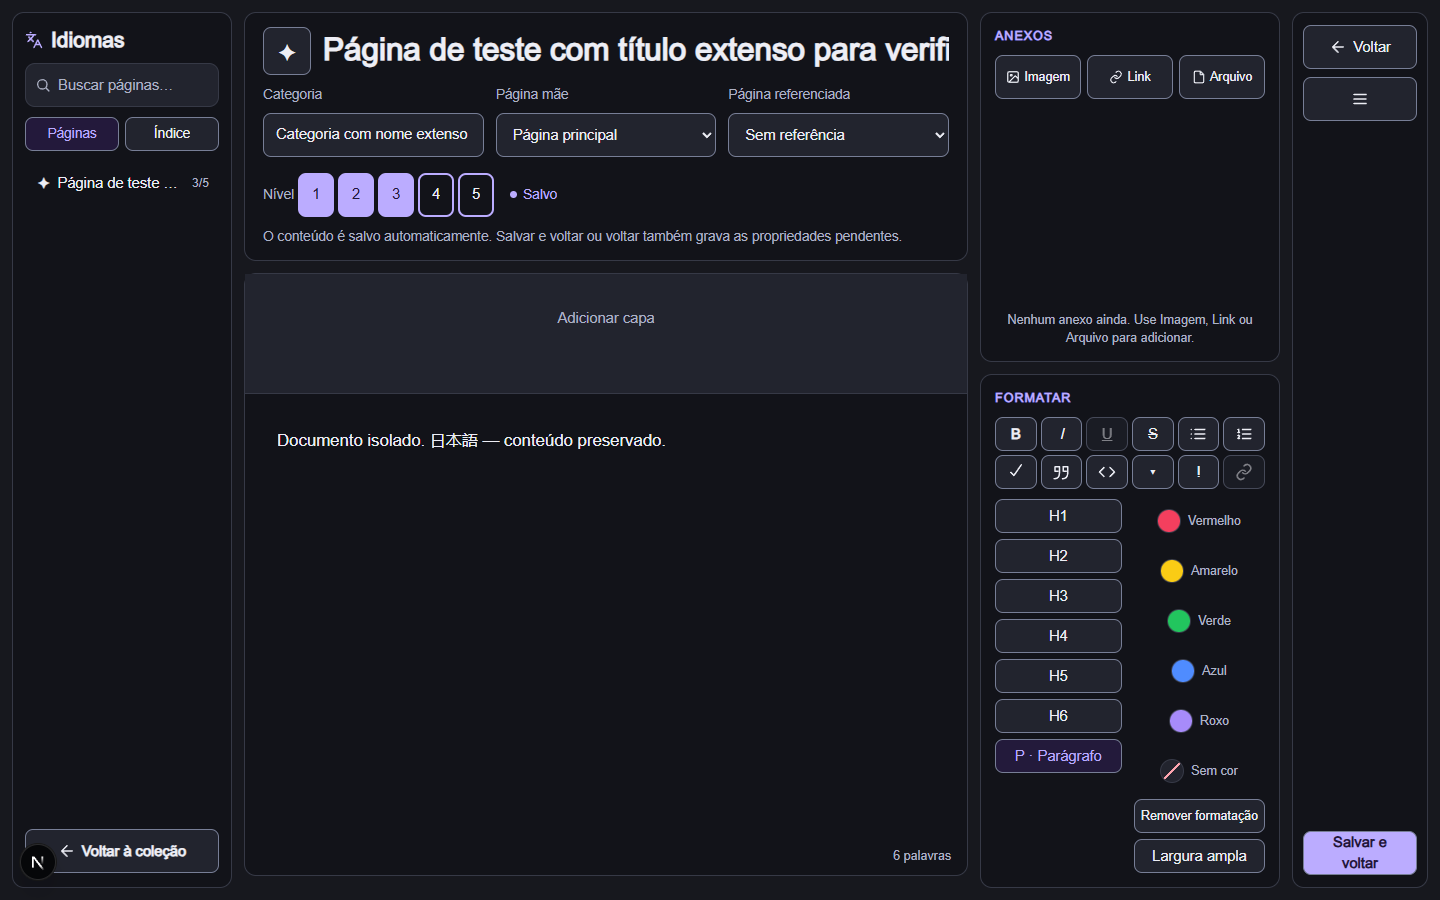 Idiomas
Buscar páginas...
Páginas
Índice
Página de teste ...
3/5
Voltar à coleção
N
Página de teste com título extenso para verifi
Categoria
Página mãe
Página referenciada
Categoria com nome extenso
Página principal
Sem referência
Nível 1 2 3 4 5
Salvo
O conteúdo é salvo automaticamente. Salvar e voltar ou voltar também grava as propriedades pendentes.
Adicionar capa
Documento isolado. 日本語 — conteúdo preservado.
6 palavras
ANEXOS
Imagem
Link
Arquivo
Nenhum anexo ainda. Use Imagem, Link ou
Arquivo para adicionar.
FORMATAR
B I U S
!
H1
H2
H3
H4
H5
H6
P · Parágrafo
Vermelho
Amarelo
Verde
Azul
Roxo
Sem cor
Remover formatação
Largura ampla
Voltar
Salvar e
voltar